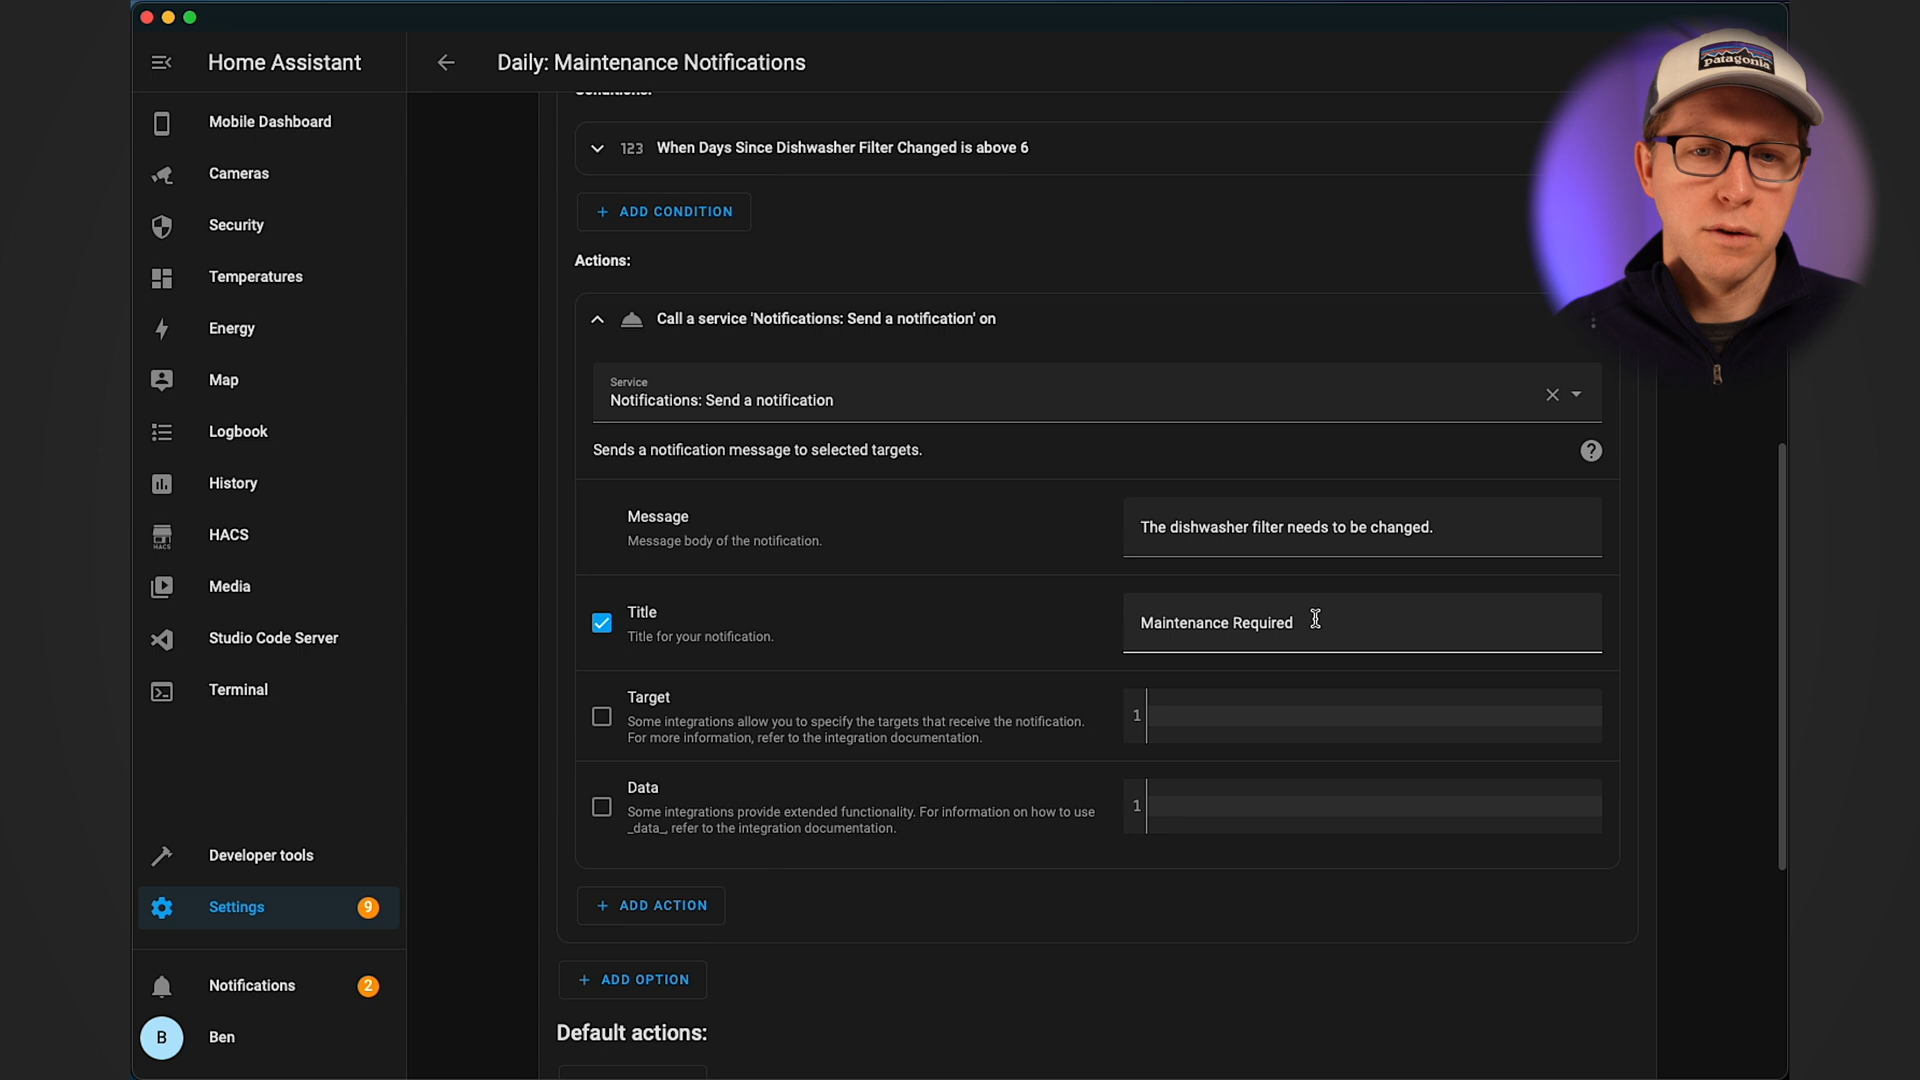 Home Assistant
Daily: Maintenance Notifications
patagonia
Mobile Dashboard
Cameras
Security
Temperatures
Energy
Map
Logbook
History
HACS
HACS
Media
Studio Code Server
Terminal
Developer tools
Settings
9
Notifications
2
B
Ben
Conditions:
123 When Days Since Dishwasher Filter Changed is above 6
+ ADD CONDITION
Actions:
Call a service 'Notifications: Send a notification' on
Service
Notifications: Send a notification
Sends a notification message to selected targets.
?
Message
Message body of the notification.
The dishwasher filter needs to be changed.
Title
Title for your notification.
Maintenance Required
Target
Some integrations allow you to specify the targets that receive the notification.
For more information, refer to the integration documentation.
1
Data
Some integrations provide extended functionality. For information on how to use
_data_, refer to the integration documentation.
1
+ ADD ACTION
+ ADD OPTION
Default actions: